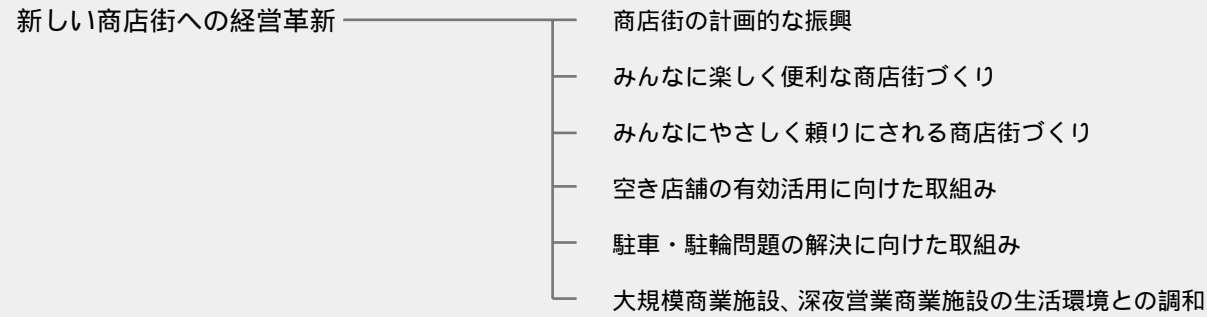 新しい商店街への経営革新
商店街の計画的な振興
みんなに楽しく便利な商店街づくり
みんなにやさしく頼りにされる商店街づくり
空き店舗の有効活用に向けた取組み
駐車・駐輪問題の解決に向けた取組み
大規模商業施設、深夜営業商業施設の生活環境との調和